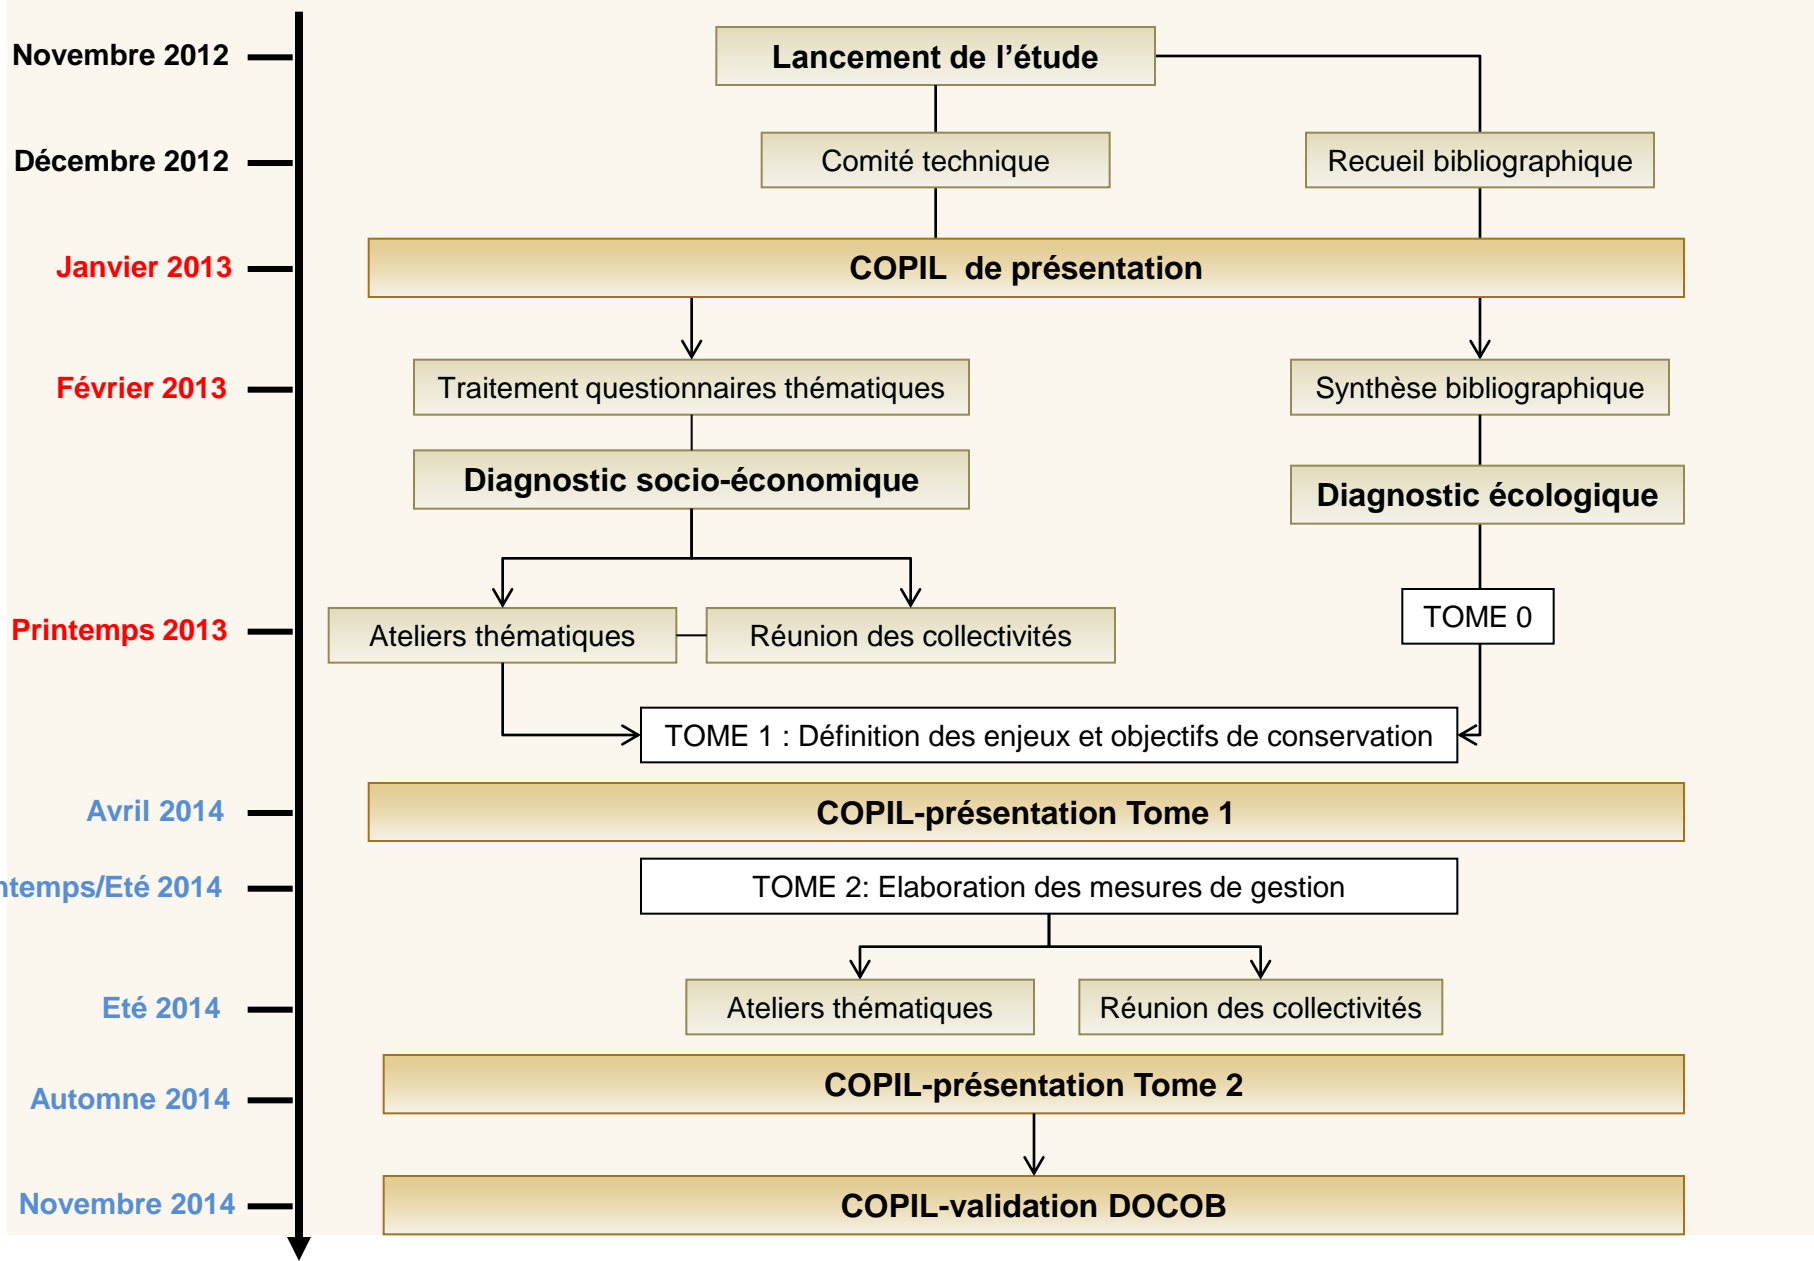 Novembre 2012
Lancement de l’étude
Décembre 2012
Comité technique
Recueil bibliographique
Janvier 2013
COPIL de présentation
Février 2013
Traitement questionnaires thématiques
Synthèse bibliographique
Diagnostic socio-économique
Diagnostic écologique
Printemps 2013
Ateliers thématiques
Réunion des collectivités
TOME 0
TOME 1 : Définition des enjeux et objectifs de conservation
Avril 2014
COPIL-présentation Tome 1
ntemps/Eté 2014
TOME 2: Elaboration des mesures de gestion
Eté 2014
Ateliers thématiques
Réunion des collectivités
Automne 2014
COPIL-présentation Tome 2
Novembre 2014
COPIL-validation DOCOB